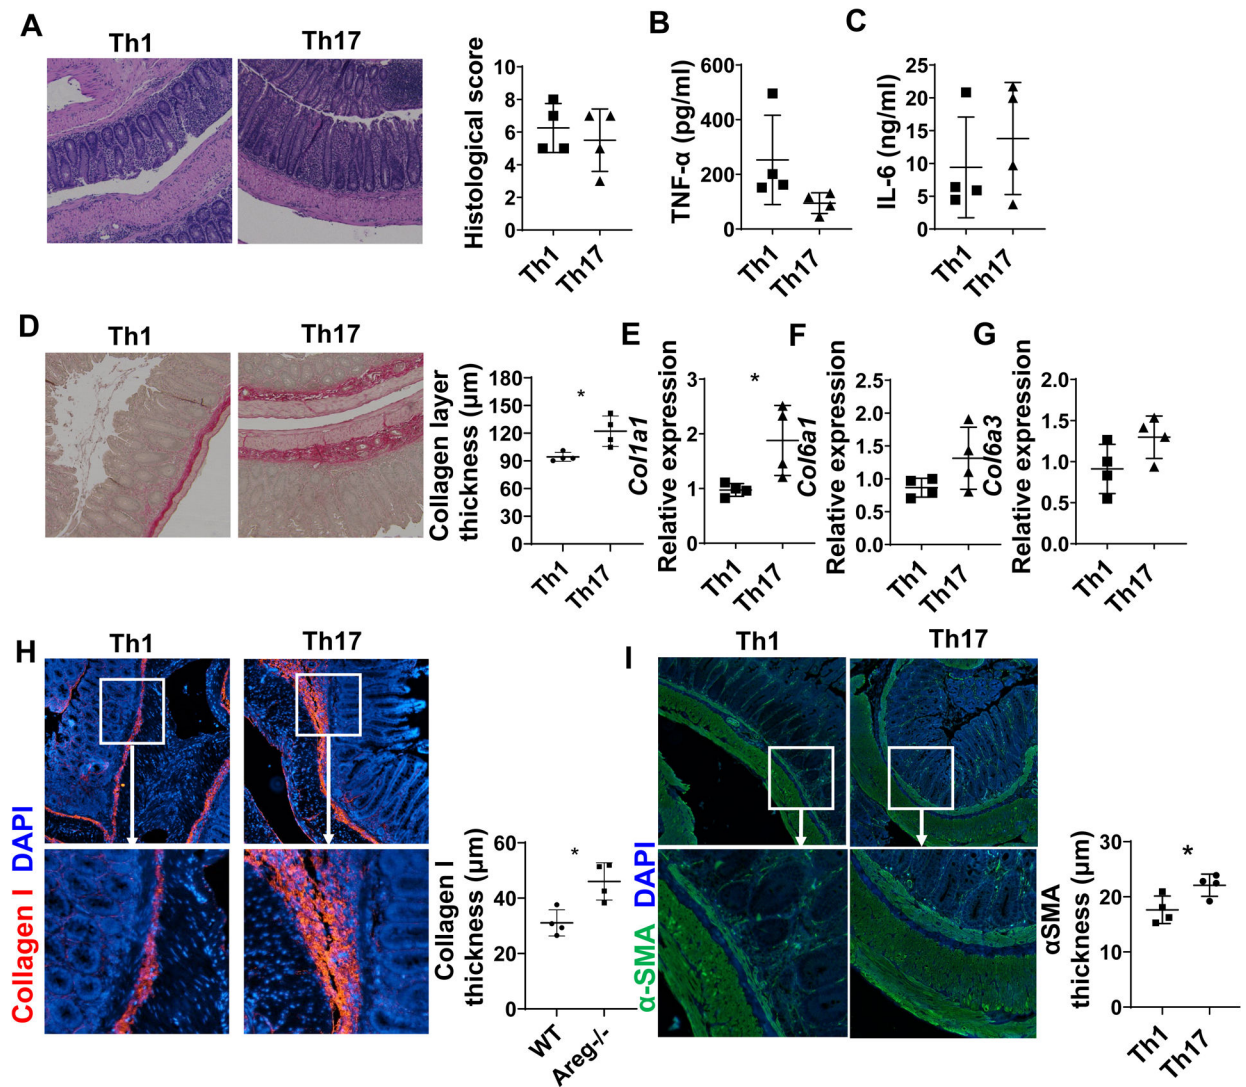 A
Th1
Th17
Histological score
10
8
6
4
2
0
Th1
Th17
B
TNF-α (pg/ml)
600
400
200
0
Th1
Th17
C
IL-6 (ng/ml)
25
20
15
10
5
0
Th1
Th17
D
Th1
Th17
Collagen layer
thickness (μm)
180
150
120
90
60
30
0
*
Th1
Th17
E
Col1a1
Relative expression
3
2
1
0
*
Th1
Th17
F
Col6a1
Relative expression
2.5
2.0
1.5
1.0
0.5
0.0
Th1
Th17
G
Col6a3
Relative expression
2.0
1.5
1.0
0.5
0.0
Th1
Th17
H
Th1
Th17
Collagen I DAPI
Collagen I
thickness (μm)
60
40
20
0
*
WT
Areg-/-
I
Th1
Th17
α-SMA DAPI
αSMA
thickness (μm)
30
20
10
0
*
Th1
Th17